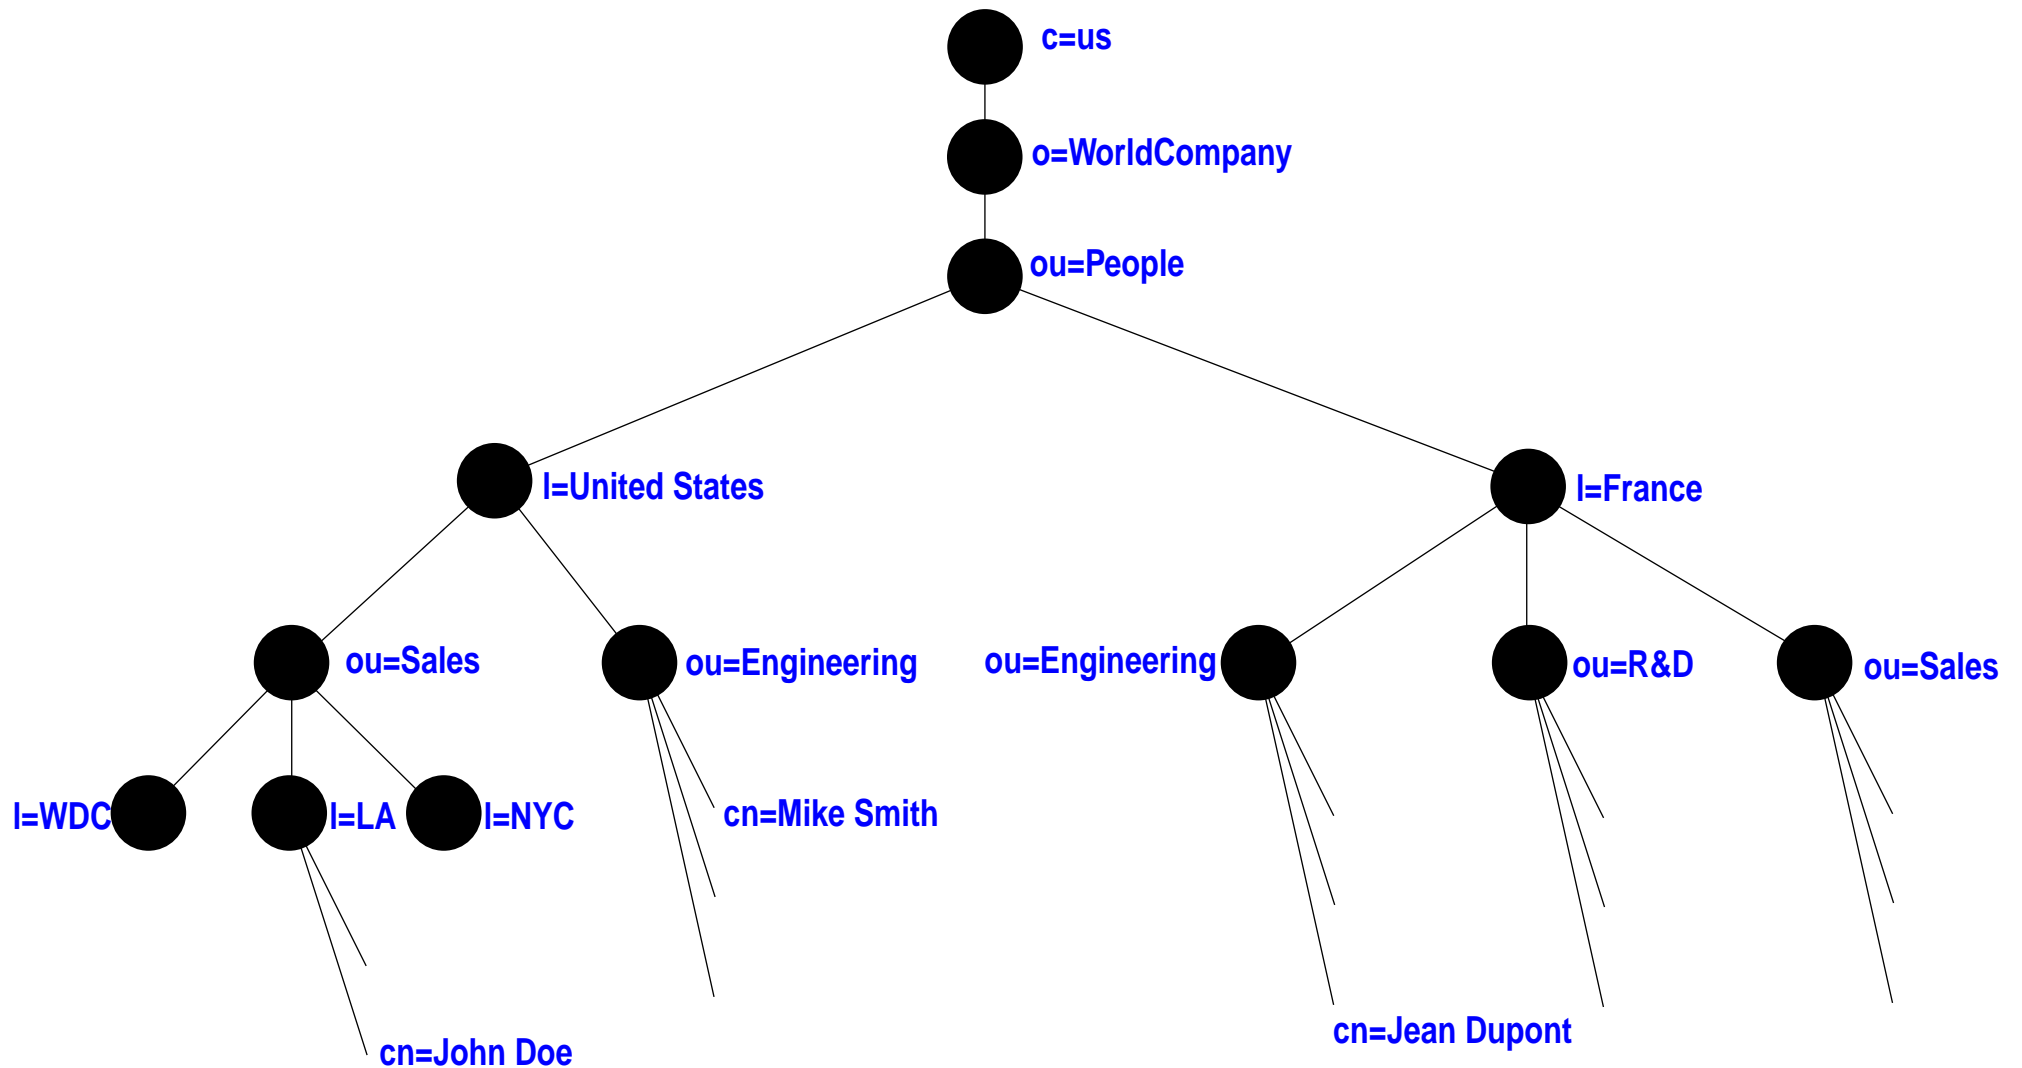 c=us
o=WorldCompany
ou=People
l=United States
l=France
ou=Sales
ou=Engineering
ou=Engineering
ou=R&D
ou=Sales
l=WDC
l=LA
l=NYC
cn=Mike Smith
cn=Jean Dupont
cn=John Doe